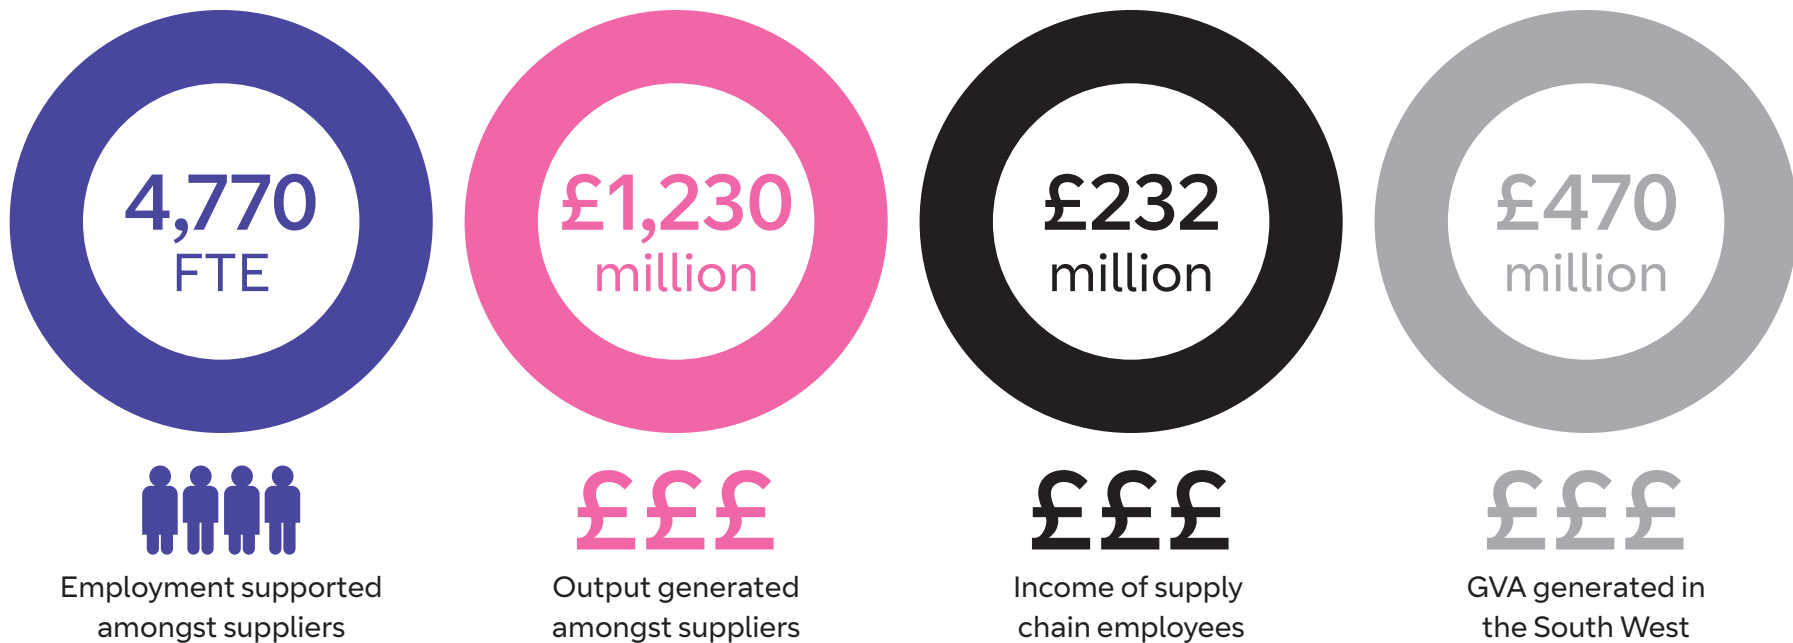 4,770
FTE
£1,230
million
£232
million
£470
million
£££
£££
£££
Employment supported
amongst suppliers
Output generated
amongst suppliers
Income of supply
chain employees
GVA generated in
the South West